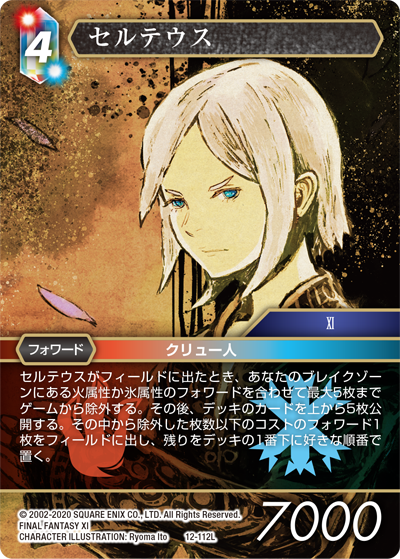 4
セルテウス
XI
フォワード
クリュー人
セルテウスがフィールドに出たとき、あなたのブレイクゾー
ンにある火属性か氷属性のフォワードを合わせて最大5枚まで
ゲームから除外する。その後、デッキのカードを上から5枚公
開する。その中から除外した枚数以下のコストのフォワード1
枚をフィールドに出し、残りをデッキの1番下に好きな順番で
置く。
© 2002-2020 SQUARE ENIX CO., LTD. All Rights Reserved.
FINAL FANTASY XI
CHARACTER ILLUSTRATION: Ryoma Ito 12-112L
7000